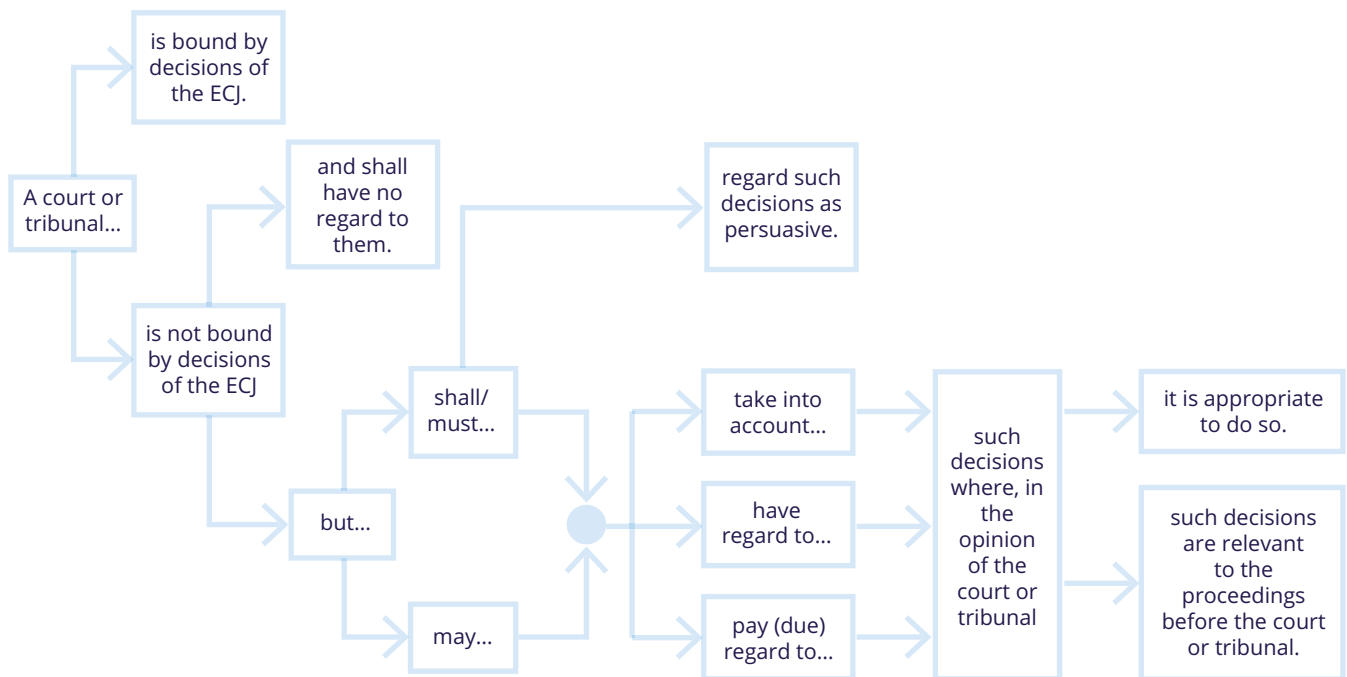 is bound by
decisions of
the ECJ.
A court or
tribunal...
and shall
have no
regard to
them.
regard such
decisions as
persuasive.
is not bound
by decisions
of the ECJ
shall/
must...
take into
account...
it is appropriate
to do so.
such
decisions
where, in
the
opinion
of the
court or
tribunal
but...
have
regard to...
such decisions
are relevant
to the
proceedings
before the court
or tribunal.
may...
pay (due)
regard to...